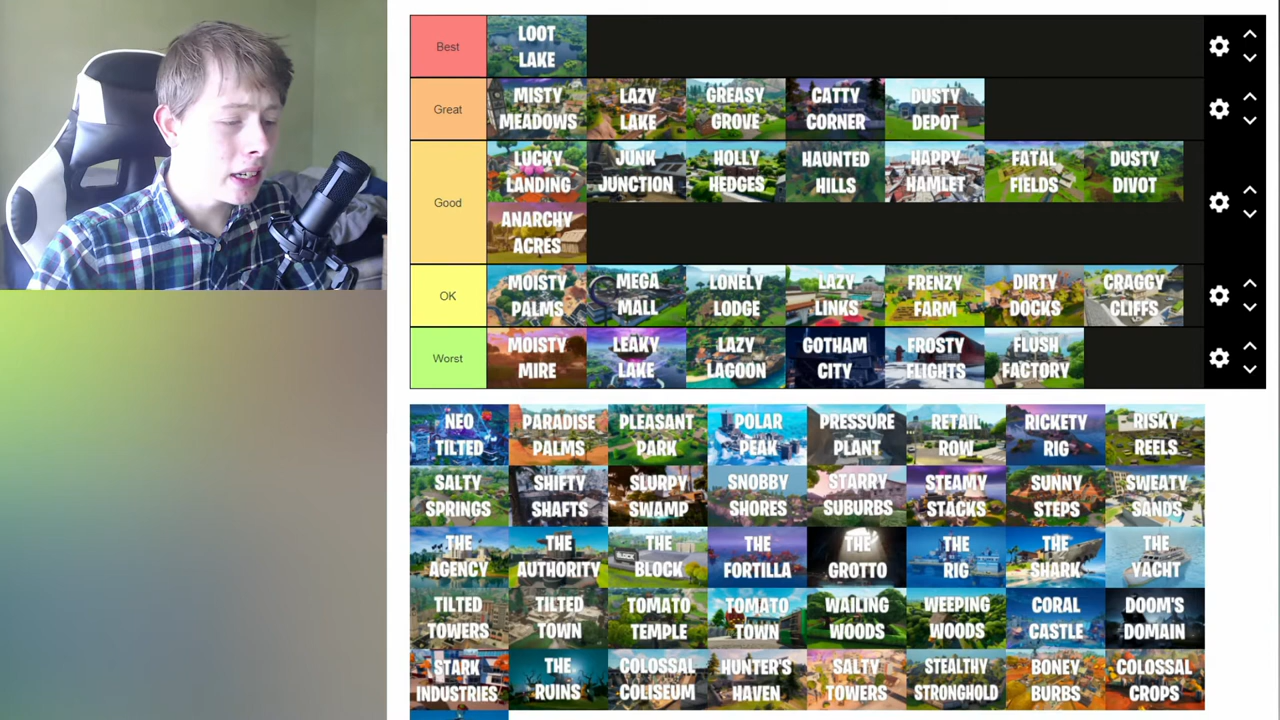 Best
LOOT LAKE
Great
MISTY MEADOWS
LAZY LAKE
GREASY GROVE
CATTY CORNER
DUSTY DEPOT
Good
LUCKY LANDING
JUNK JUNCTION
HOLLY HEDGES
HAUNTED HILLS
HAPPY HAMLET
FATAL FIELDS
DUSTY DIVOT
ANARCHY ACRES
OK
MOISTY PALMS
MEGA MALL
LONELY LODGE
LAZY LINKS
FRENZY FARM
DIRTY DOCKS
CRAGGY CLIFFS
Worst
MOISTY MIRE
LEAKY LAKE
LAZY LAGOON
GOTHAM CITY
FROSTY FLIGHTS
FLUSH FACTORY
NEO TILTED
PARADISE PALMS
PLEASANT PARK
POLAR PEAK
PRESSURE PLANT
RETAIL ROW
RICKETY RIG
RISKY REELS
SALTY SPRINGS
SHIFTY SHAFTS
SLURPY SWAMP
SNOBBY SHORES
STARRY SUBURBS
STEAMY STACKS
SUNNY STEPS
SWEATY SANDS
THE AGENCY
THE AUTHORITY
THE BLOCK
THE FORTILLA
THE GROTTO
THE RIG
THE SHARK
THE YACHT
TILTED TOWERS
TILTED TOWN
TOMATO TEMPLE
TOMATO TOWN
WAILING WOODS
WEEPING WOODS
CORAL CASTLE
DOOM'S DOMAIN
STARK INDUSTRIES
THE RUINS
COLOSSAL COLISEUM
HUNTER'S HAVEN
SALTY TOWERS
STEALTHY STRONGHOLD
BONEY BURBS
COLOSSAL CROPS